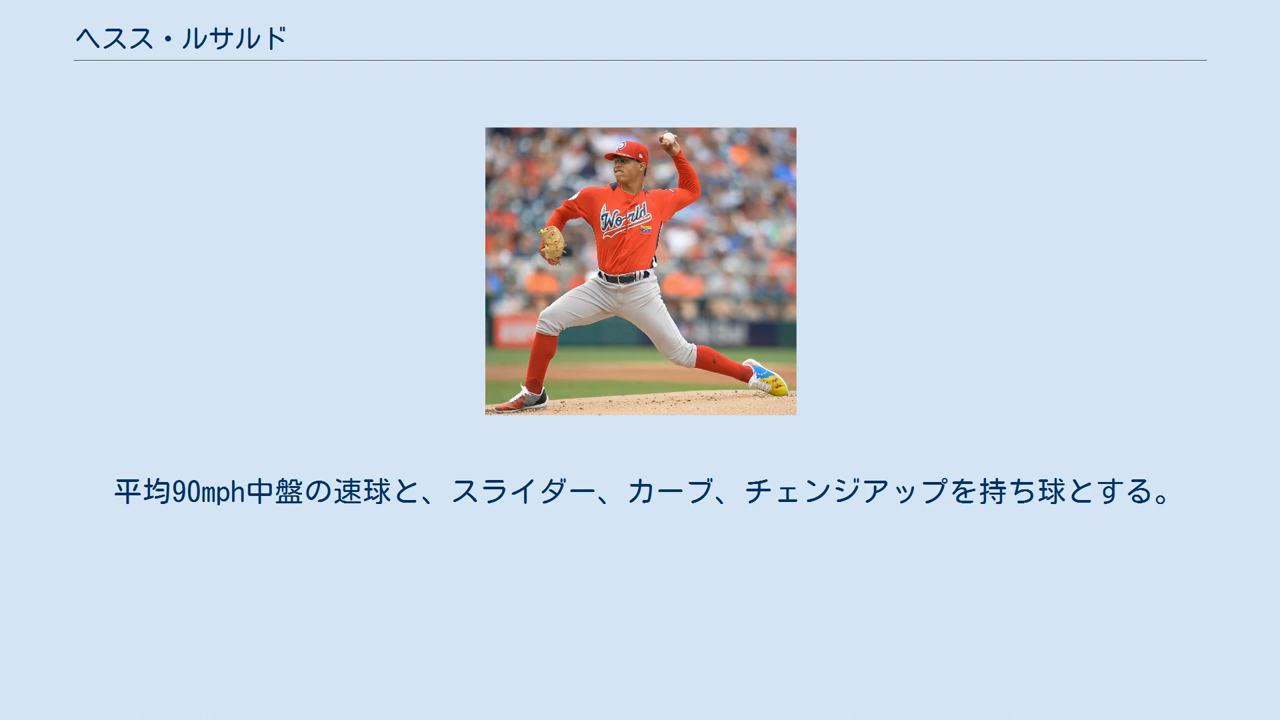 ヘスス・ルサルド
World
平均90mph中盤の速球と、スライダー、カーブ、チェンジアップを持ち球とする。